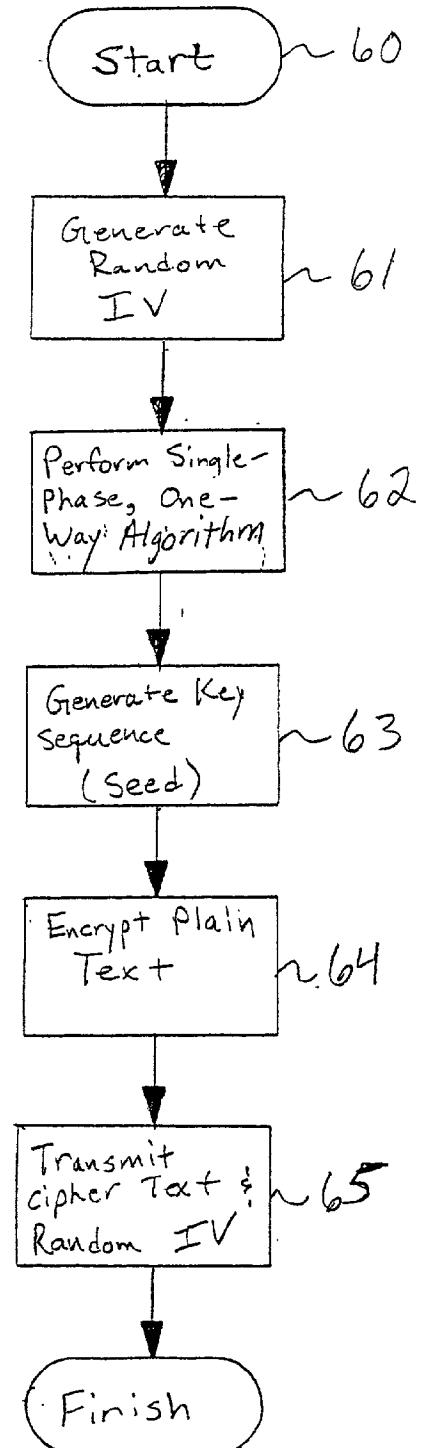 Start ~ 60
Generate
Random
IV
~ 61
Perform Single-
Phase, One-
Way Algorithm
~ 62
Generate Key
Sequence
(Seed)
~ 63
Encrypt Plain
Text
~ 64
Transmit
cipher Text &
Random IV
~ 65
Finish